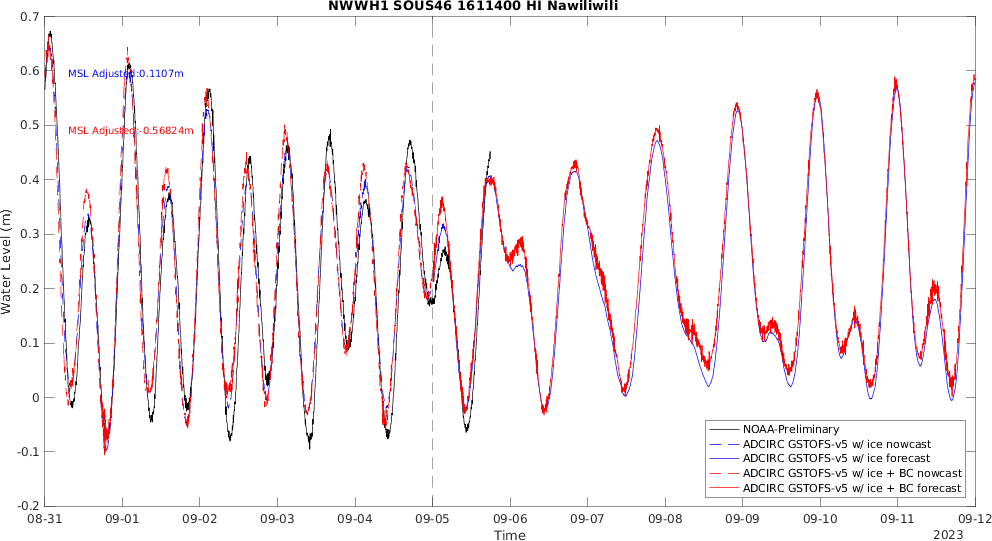 NWWH1 SOUS46 1611400 HI Nawiliwili
0.7
0.6
0.5
0.4
0.3
0.2
0.1
0
-0.1
-0.2
Water Level (m)
MSL Adjusted:0.1107m
MSL Adjusted:-0.56824m
NOAA-Preliminary
ADCIRC GSTOFS-v5 w/ ice nowcast
ADCIRC GSTOFS-v5 w/ ice forecast
ADCIRC GSTOFS-v5 w/ ice + BC nowcast
ADCIRC GSTOFS-v5 w/ ice + BC forecast
08-31 09-01 09-02 09-03 09-04 09-05 09-06 09-07 09-08 09-09 09-10 09-11 09-12
Time
2023